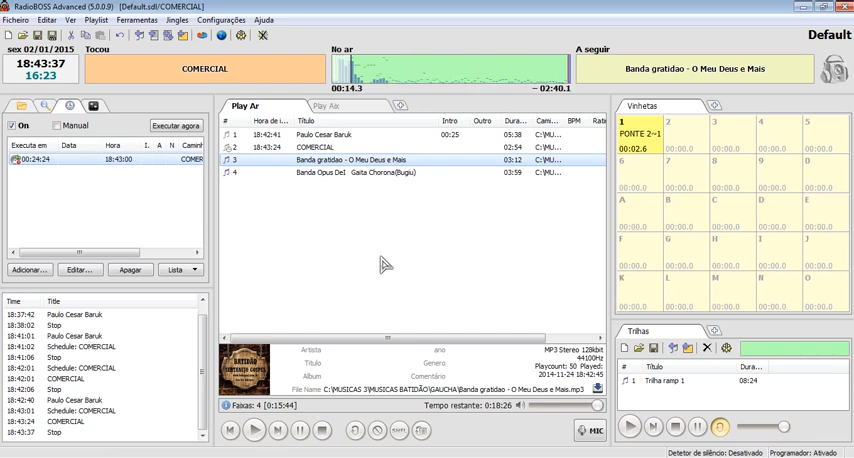 RadioBOSS Advanced (5.0.0.9) [Default.sdl/COMERCIAL]
Ficheiro Editar Ver Playlist Ferramentas Jingles Configurações Ajuda
Default
sex 02/01/2015 Tocou No ar A seguir
18:43:37
16:23
COMERCIAL
00:14.3 − 02:40.1
Banda gratidao - O Meu Deus e Mais
On Manual Executar agora
Executa em Data Hora I. A N Caminh
00:24:24 18:43:00 COMER
Adicionar... Editar... Apagar Lista
Time Title
18:37:42 Paulo Cesar Baruk
18:38:02 Stop
18:41:01 Paulo Cesar Baruk
18:41:02 Schedule: COMERCIAL
18:41:06 Stop
18:42:01 Schedule: COMERCIAL
18:42:01 COMERCIAL
18:42:06 Stop
18:42:40 Paulo Cesar Baruk
18:43:01 Schedule: COMERCIAL
18:43:24 COMERCIAL
18:43:37 Stop
Play Ar Play Aix
# Hora de i... Título Intro Outro Dura... Cami... BPM Rate
1 18:42:41 Paulo Cesar Baruk 00:25 05:38 C:\MU...
2 18:43:24 COMERCIAL 02:54 C:\MU...
3 Banda gratidao - O Meu Deus e Mais 03:12 C:\MU...
4 Banda Opus DeI Gaita Chorona(Bugiu) 03:59 C:\MU...
BATIDÃO
SERTANEJO GOSPEL
Artista ano MP3 Stereo 128kbit
44100Hz
Titulo Genero Playcount: 50 Played:
Album Comentário 2014-11-24 18:42:45
File Name C:\MUSICAS 3\MUSICAS BATIDÃO\GAUCHA\Banda gratidao - O Meu Deus e Mais.mp3
Faixas: 4 [0:15:44] Tempo restante: 0:18:26
MIC
Vinhetas
1 2 3 4 5
PONTE 2~1
00:02.6 00:00.0 00:00.0 00:00.0 00:00.0
6 7 8 9 0
00:00.0 00:00.0 00:00.0 00:00.0 00:00.0
A B C D E
00:00.0 00:00.0 00:00.0 00:00.0 00:00.0
F G H I J
00:00.0 00:00.0 00:00.0 00:00.0 00:00.0
K L M N O
00:00.0 00:00.0 00:00.0 00:00.0 00:00.0
Trilhas
# Título Dura...
1 Trilha ramp 1 08:24
Detetor de silêncio: Desativado Programador: Ativado